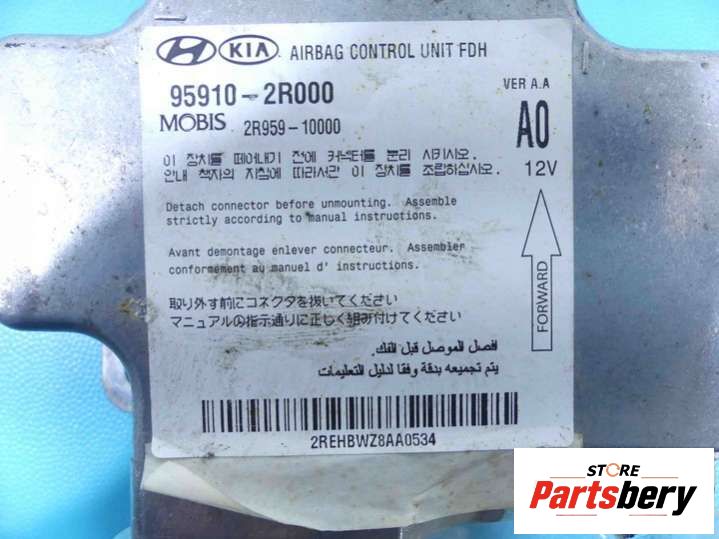 KIA AIRBAG CONTROL UNIT FDH
95910-2R000
VER A.A
MOBIS 2R959-10000
A0
이 장치를 떼어내기 전에 커넥터를 분리 시키시오.
안내 책자의 지침에 따라서만 이 장치를 조립하십시오.
12V
Detach connector before unmounting. Assemble
strictly according to manual instructions.
Avant demontage enlever connecteur. Assembler
conformement au manuel d' instructions.
FORWARD
取り外す前にコネクタを抜いてください
マニュアルの指示通りに正しく組み付けてください
افصل الموصل قبل الفك.
يتم تجميعه بدقة وفقا لدليل التعليمات
2REHBWZ8AA0534
STORE
Partsbery